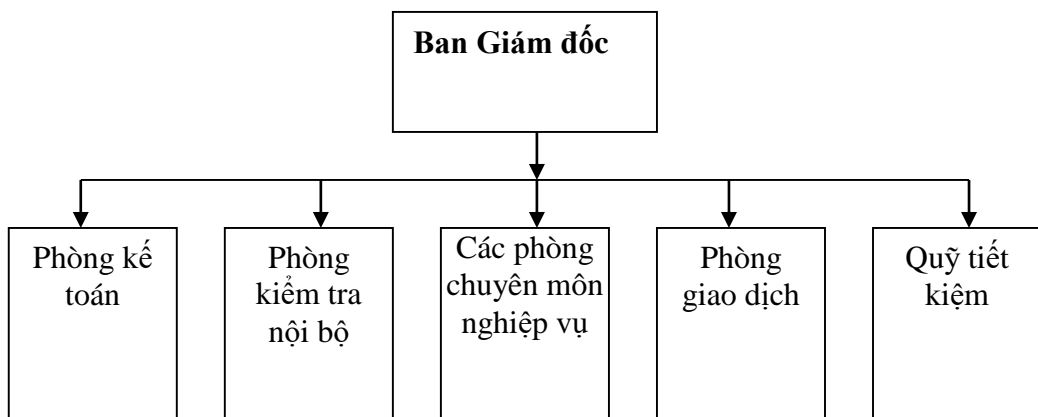 Ban Giám đốc
Phòng kế
toán
Phòng
kiểm tra
nội bộ
Các phòng
chuyên môn
nghiệp vụ
Phòng
giao dịch
Quỹ tiết
kiệm